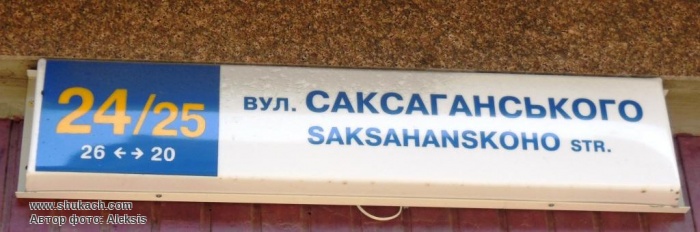 24/25
26 ↔ 20
вул. САКСАГАНСЬКОГО
SAKSAHANSKOHO STR.
www.shukach.com
Автор фото: Aleksis